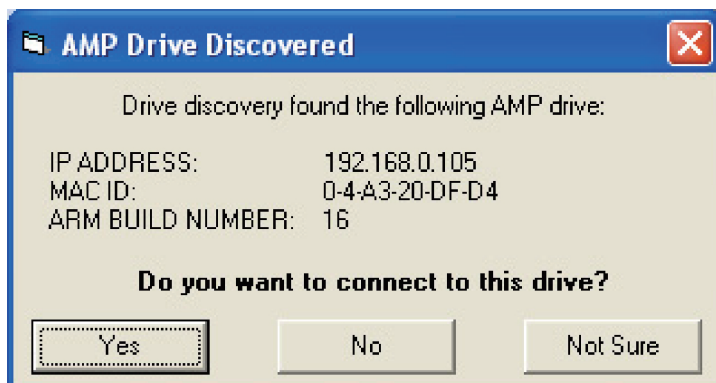 AMP Drive Discovered
Drive discovery found the following AMP drive:
IP ADDRESS: 192.168.0.105
MAC ID: 0-4-A3-20-DF-D4
ARM BUILD NUMBER: 16
Do you want to connect to this drive?
Yes No Not Sure